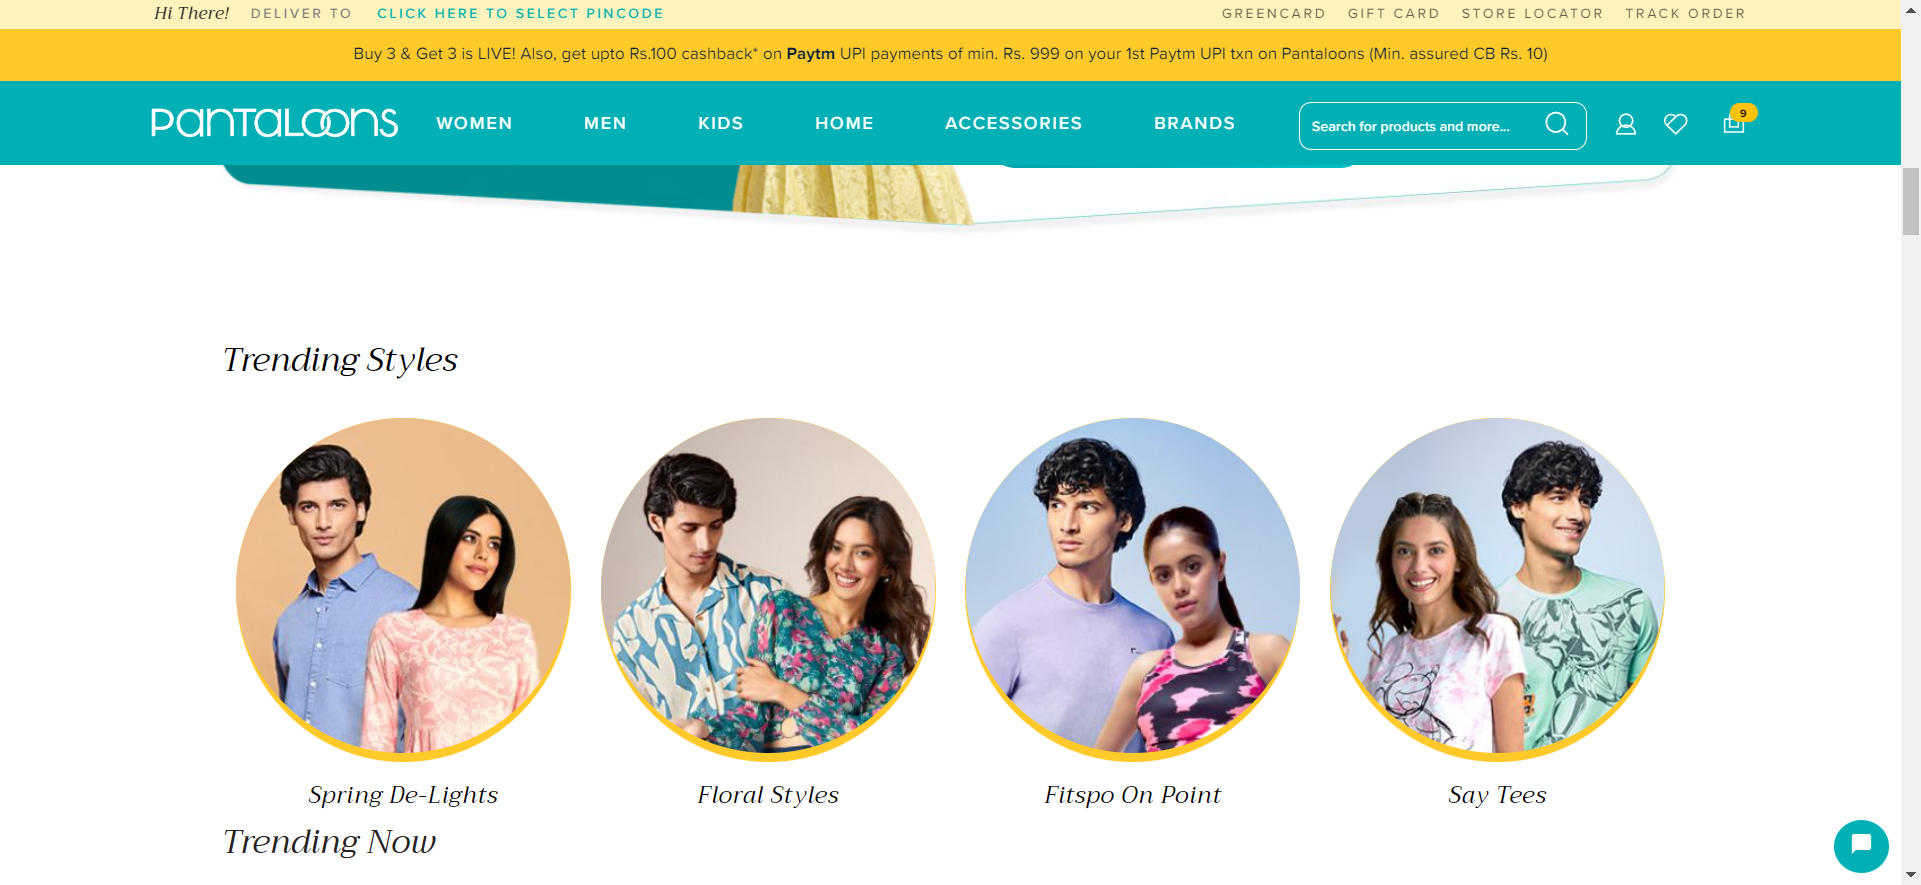 Hi There! DELIVER TO CLICK HERE TO SELECT PINCODE GREENCARD GIFT CARD STORE LOCATOR TRACK ORDER
Buy 3 & Get 3 is LIVE! Also, get upto Rs.100 cashback* on Paytm UPI payments of min. Rs. 999 on your 1st Paytm UPI txn on Pantaloons (Min. assured CB Rs. 10)
PANTALOONS WOMEN MEN KIDS HOME ACCESSORIES BRANDS Search for products and more... 9
Trending Styles
Spring De-Lights Floral Styles Fitspo On Point Say Tees
Trending Now